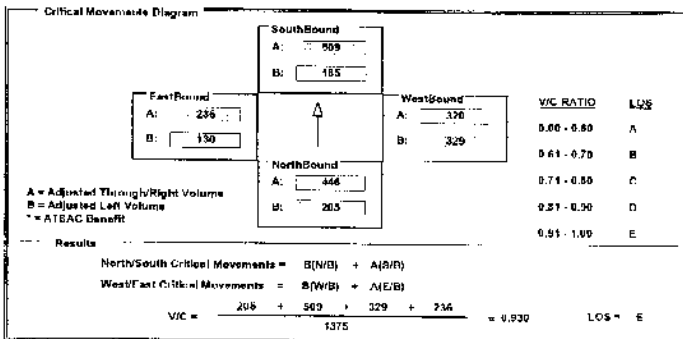 Critical Movements Diagram
SouthBound
A: 509
B: 185
EastBound
A: 236
B: 130
WestBound
A: 320
B: 329
NorthBound
A: 446
B: 205
V/C RATIO LOS
0.00 - 0.60 A
0.61 - 0.70 B
0.71 - 0.80 C
0.81 - 0.90 D
0.91 - 1.00 E
A = Adjusted Through/Right Volume
B = Adjusted Left Volume
* = ATSAC Benefit
Results
North/South Critical Movements = B(N/B) + A(S/B)
West/East Critical Movements = B(W/B) + A(E/B)
V/C = 205 + 509 + 329 + 236 = 0.930 LOS = E
1375